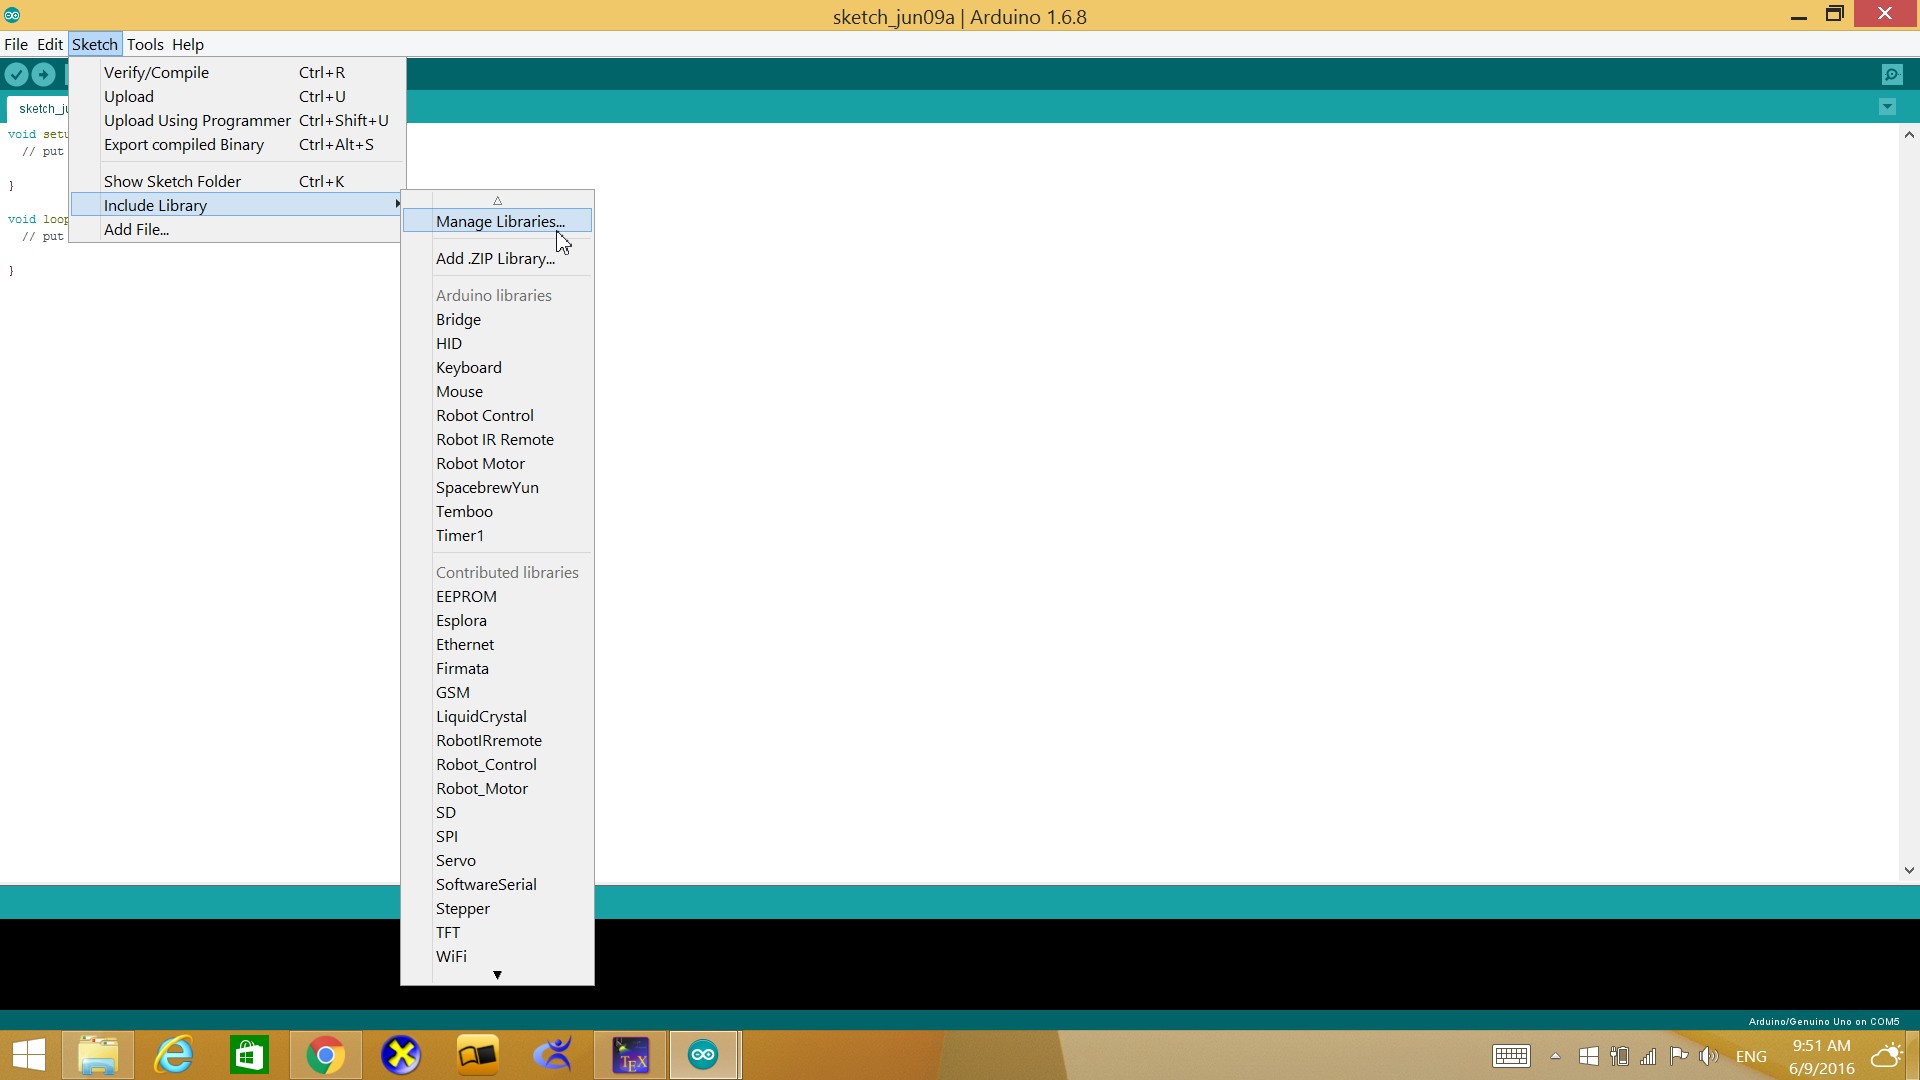 sketch_jun09a | Arduino 1.6.8
File Edit Sketch Tools Help
Verify/Compile Ctrl+R
Upload Ctrl+U
Upload Using Programmer Ctrl+Shift+U
Export compiled Binary Ctrl+Alt+S
Show Sketch Folder Ctrl+K
Include Library
Add File...
sketch_ju
void setu
// put
}
void loop
// put
}
Manage Libraries...
Add .ZIP Library...
Arduino libraries
Bridge
HID
Keyboard
Mouse
Robot Control
Robot IR Remote
Robot Motor
SpacebrewYun
Temboo
Timer1
Contributed libraries
EEPROM
Esplora
Ethernet
Firmata
GSM
LiquidCrystal
RobotIRremote
Robot_Control
Robot_Motor
SD
SPI
Servo
SoftwareSerial
Stepper
TFT
WiFi
Arduino/Genuino Uno on COM5
TEX
ENG
9:51 AM
6/9/2016